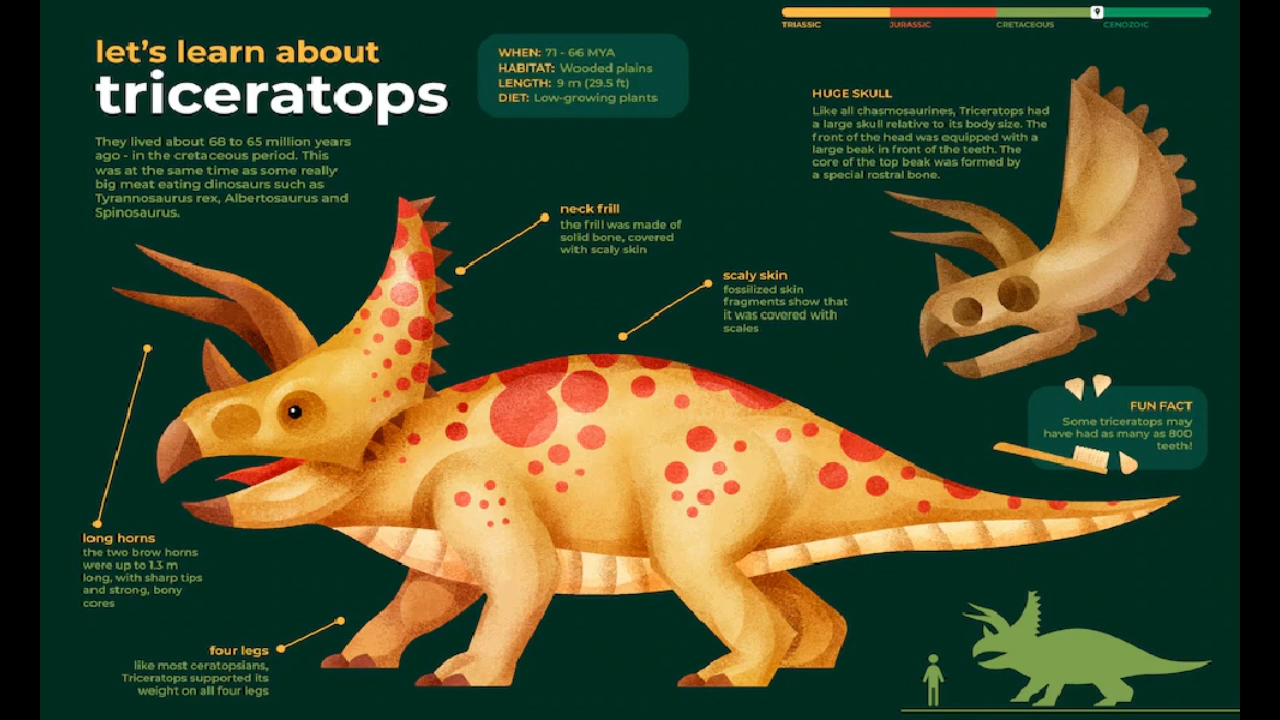 TRIASSIC
JURASSIC
CRETACEOUS
CENOZOIC
let's learn about
triceratops
WHEN: 71 - 66 MYA
HABITAT: Wooded plains
LENGTH: 9 m (29.5 ft)
DIET: Low-growing plants
They lived about 68 to 65 million years
ago - in the cretaceous period. This
was at the same time as some really
big meat eating dinosaurs such as
Tyrannosaurus rex, Albertosaurus and
Spinosaurus.
HUGE SKULL
Like all chasmosaurines, Triceratops had
a large skull relative to its body size. The
front of the head was equipped with a
large beak in front of the teeth. The
core of the top beak was formed by
a special rostral bone.
neck frill
the frill was made of
solid bone, covered
with scaly skin
scaly skin
fossilized skin
fragments show that
it was covered with
scales
FUN FACT
Some triceratops may
have had as many as 800
teeth!
long horns
the two brow horns
were up to 1.3 m
long, with sharp tips
and strong, bony
cores
four legs
like most ceratopsians,
Triceratops supported its
weight on all four legs